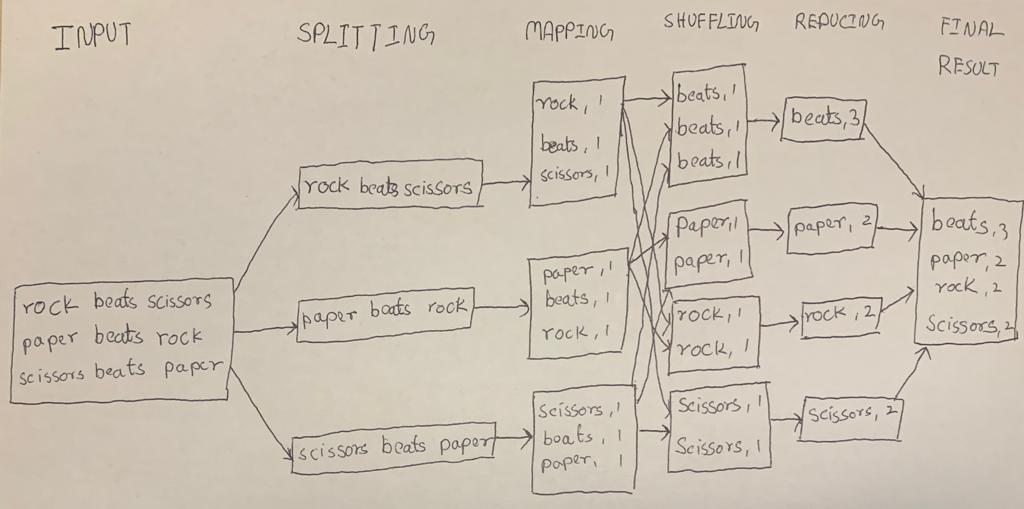 INPUT
SPLITTING
MAPPING
SHUFFLING
REDUCING
FINAL
RESULT
rock beats scissors
paper beats rock
scissors beats paper
rock beats scissors
paper beats rock
scissors beats paper
rock, 1
beats, 1
scissors, 1
paper, 1
beats, 1
rock, 1
scissors, 1
beats, 1
paper, 1
beats, 1
beats, 1
beats, 1
Paper, 1
paper, 1
rock, 1
rock, 1
Scissors, 1
Scissors, 1
beats, 3
paper, 2
rock, 2
scissors, 2
beats, 3
paper, 2
rock, 2
Scissors, 2